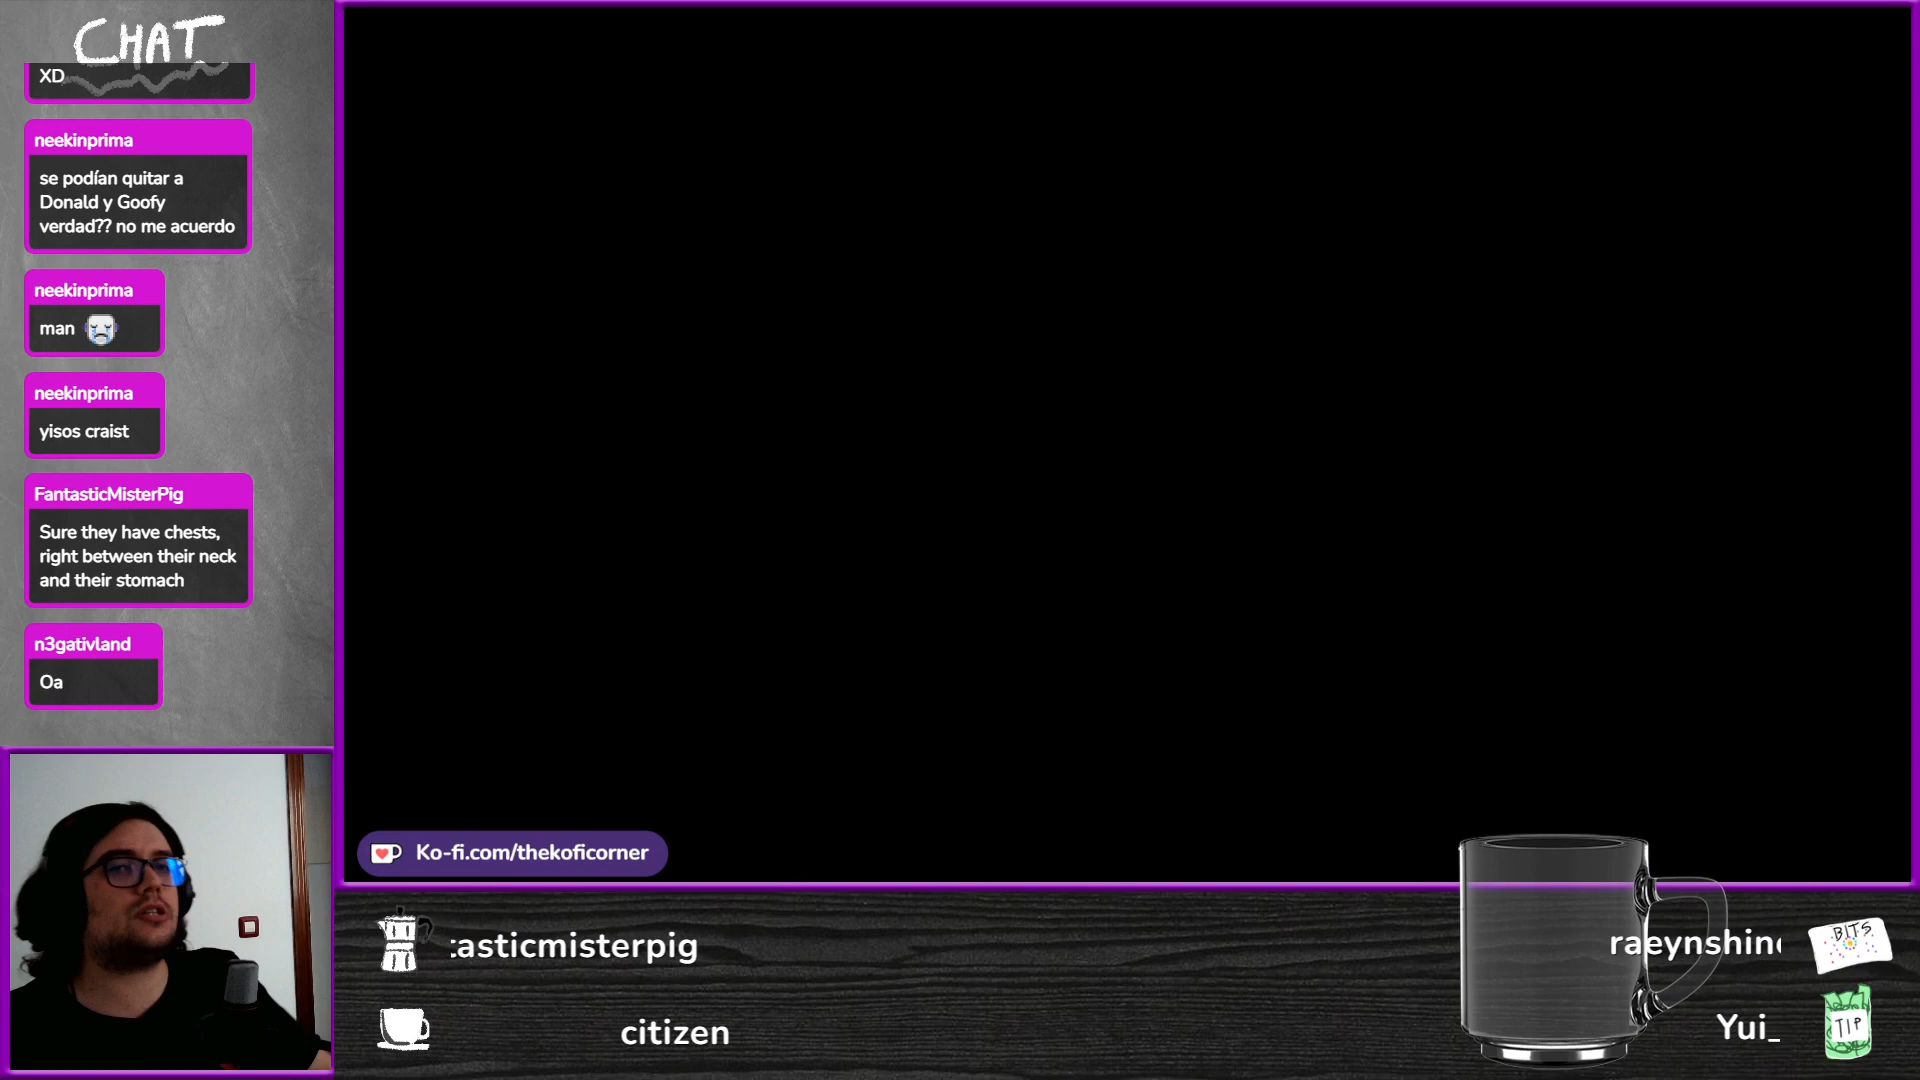 CHAT
XD
neekinprima
se podían quitar a
Donald y Goofy
verdad?? no me acuerdo
neekinprima
man
neekinprima
yisos craist
FantasticMisterPig
Sure they have chests,
right between their neck
and their stomach
n3gativland
Oa
Ko-fi.com/thekoficorner
tasticmisterpig
citizen
raeynshine
BITS
Yui_
TIP